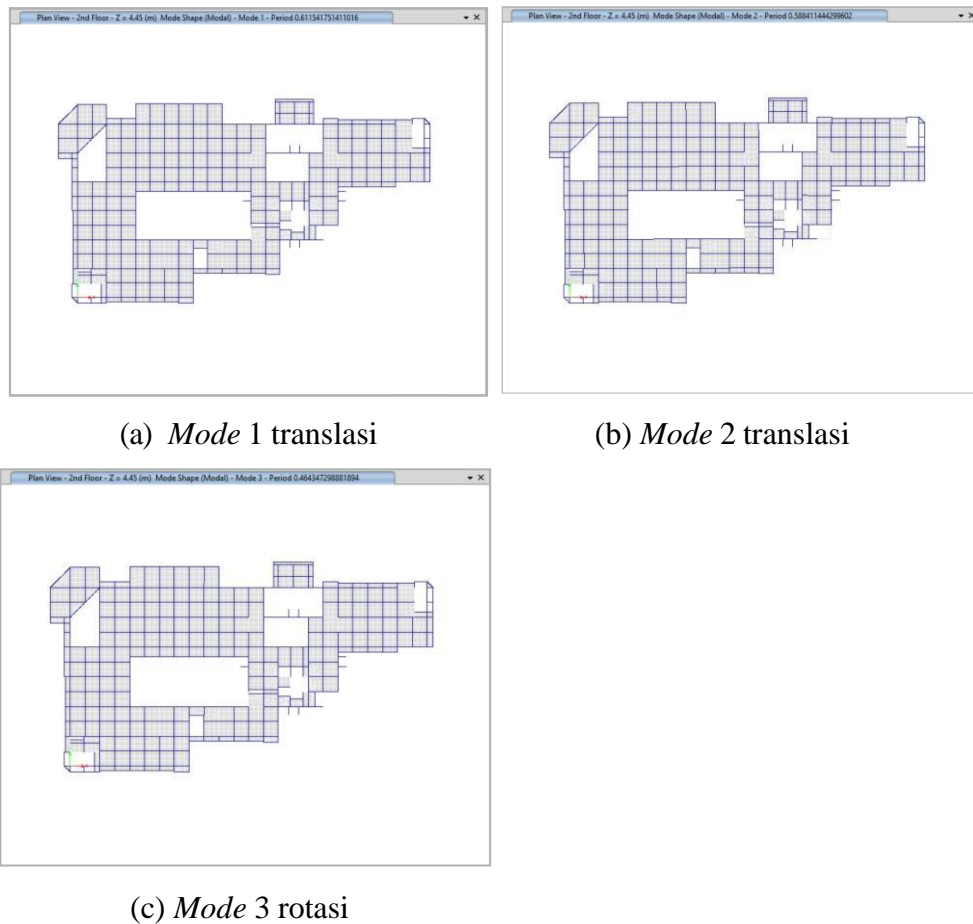 Plan View - 2nd Floor - Z = 4.45 (m) Mode Shape (Modal) - Mode 1 - Period 0.611541751411016
Plan View - 2nd Floor - Z = 4.45 (m) Mode Shape (Modal) - Mode 2 - Period 0.588411444299602
(a) Mode 1 translasi
(b) Mode 2 translasi
Plan View - 2nd Floor - Z = 4.45 (m) Mode Shape (Modal) - Mode 3 - Period 0.464347298881894
(c) Mode 3 rotasi